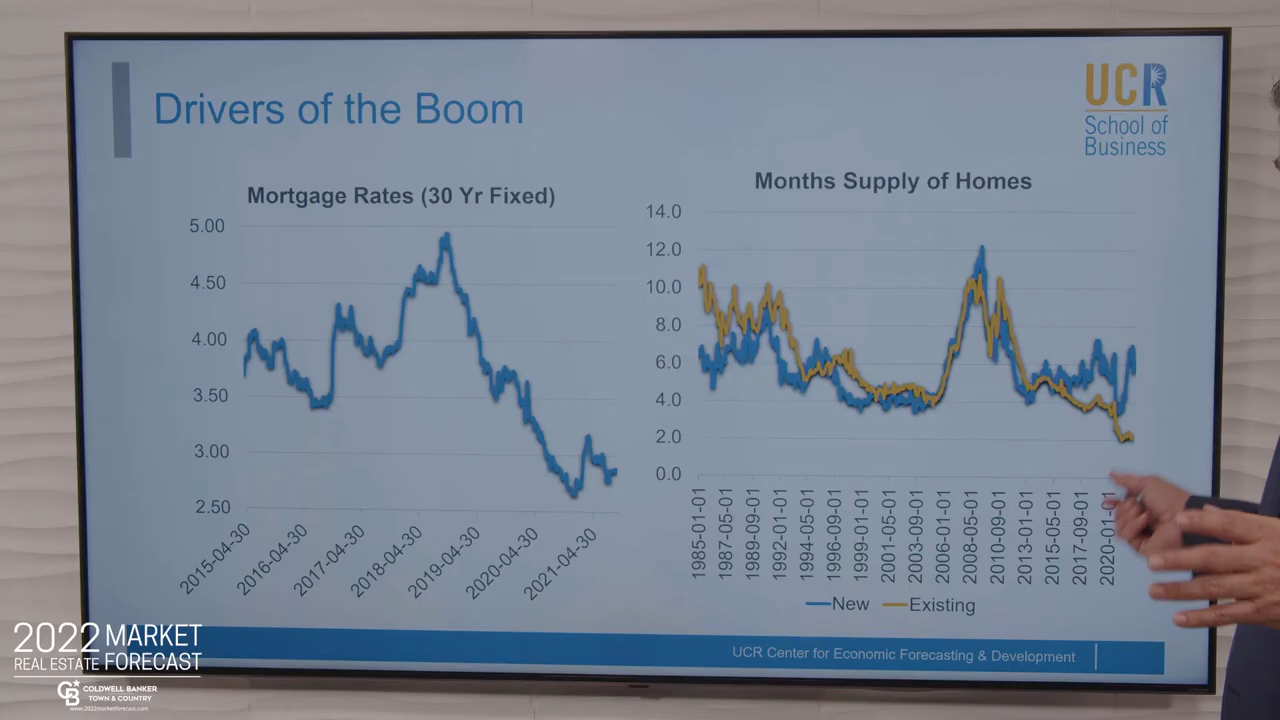 Drivers of the Boom
UCR
School of
Business
Mortgage Rates (30 Yr Fixed)
5.00
4.50
4.00
3.50
3.00
2.50
2015-04-30
2016-04-30
2017-04-30
2018-04-30
2019-04-30
2020-04-30
2021-04-30
Months Supply of Homes
14.0
12.0
10.0
8.0
6.0
4.0
2.0
0.0
1985-01-01
1987-05-01
1989-09-01
1992-01-01
1994-05-01
1996-09-01
1999-01-01
2001-05-01
2003-09-01
2006-01-01
2008-05-01
2010-09-01
2013-01-01
2015-05-01
2017-09-01
2020-01-01
New Existing
UCR Center for Economic Forecasting & Development
2022 MARKET
REAL ESTATE FORECAST
CB COLDWELL BANKER
TOWN & COUNTRY
www.2022marketforecast.com